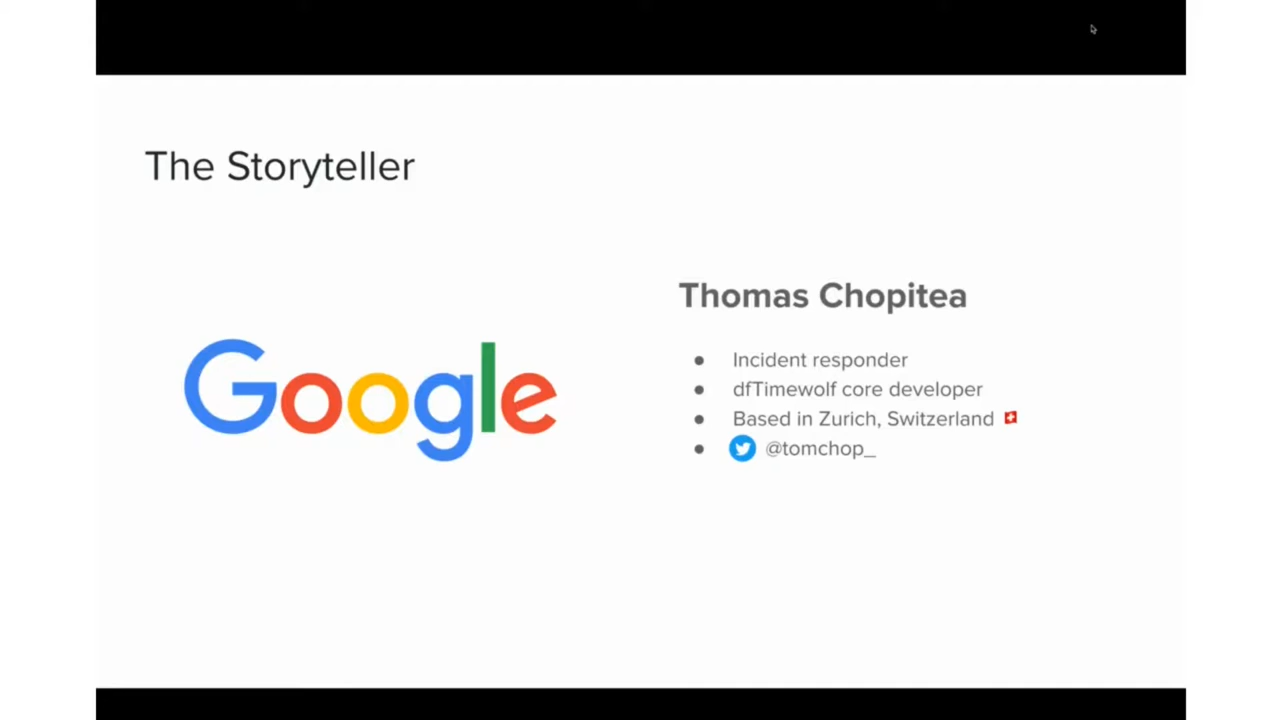 The Storyteller
Google
Thomas Chopitea
● Incident responder
● dfTimewolf core developer
● Based in Zurich, Switzerland 🇨🇭
● @tomchop_